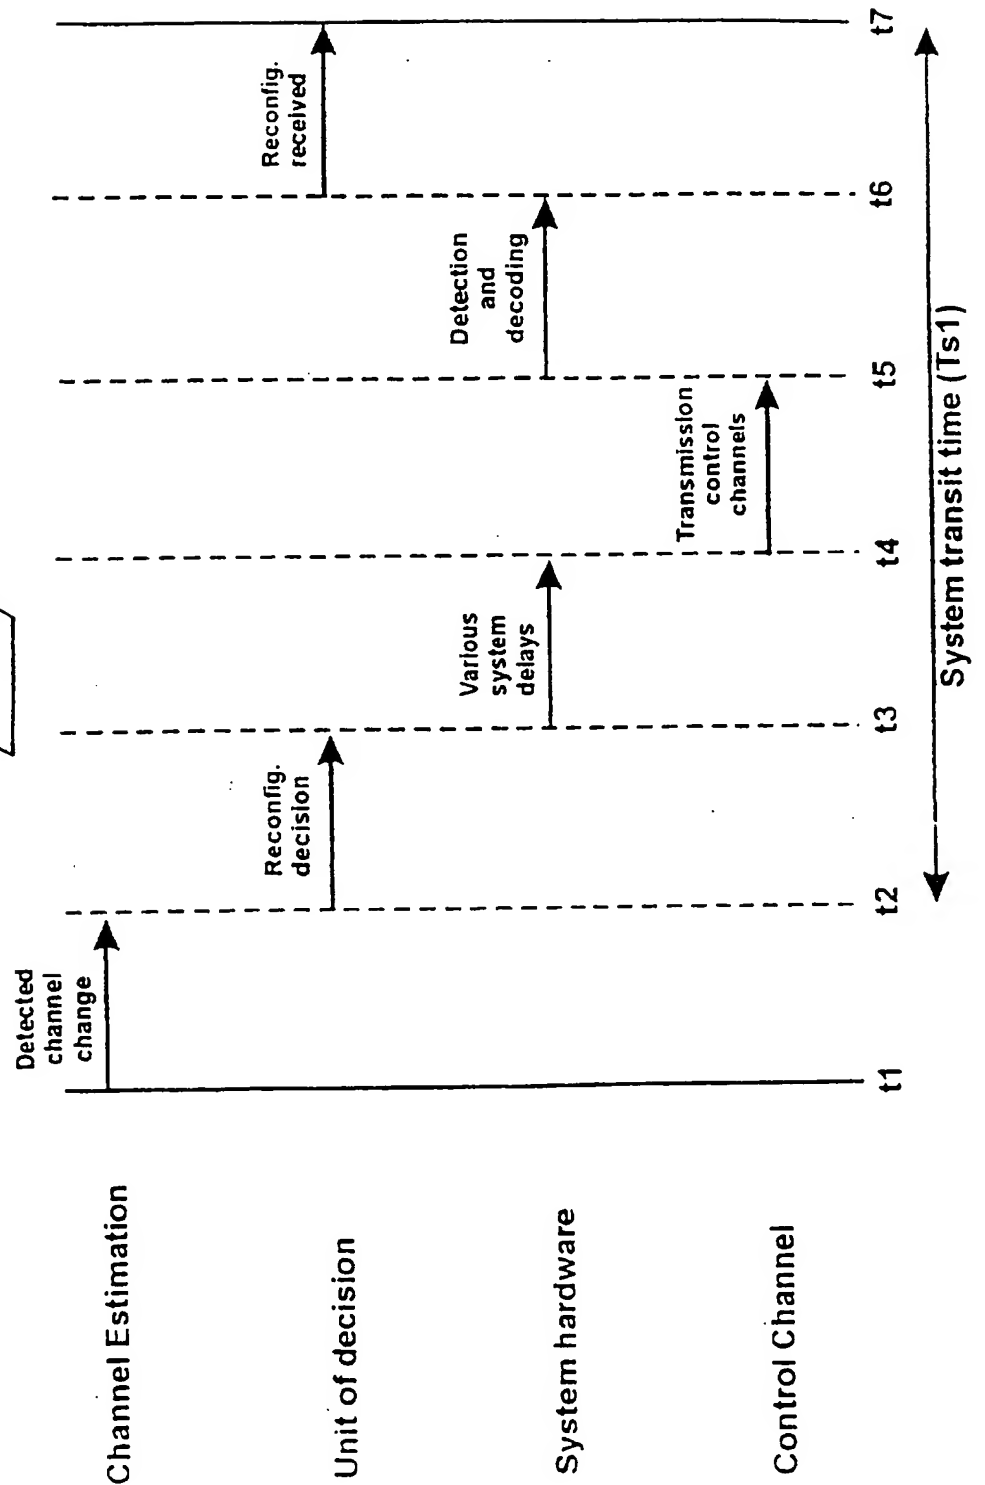 Channel Estimation
Unit of decision
System hardware
Control Channel
Detected
channel
change
Reconfig.
decision
Various
system
delays
Transmission
control
channels
Detection
and
decoding
Reconfig.
received
t1
t2
t3
t4
t5
t6
t7
System transit time (Ts1)